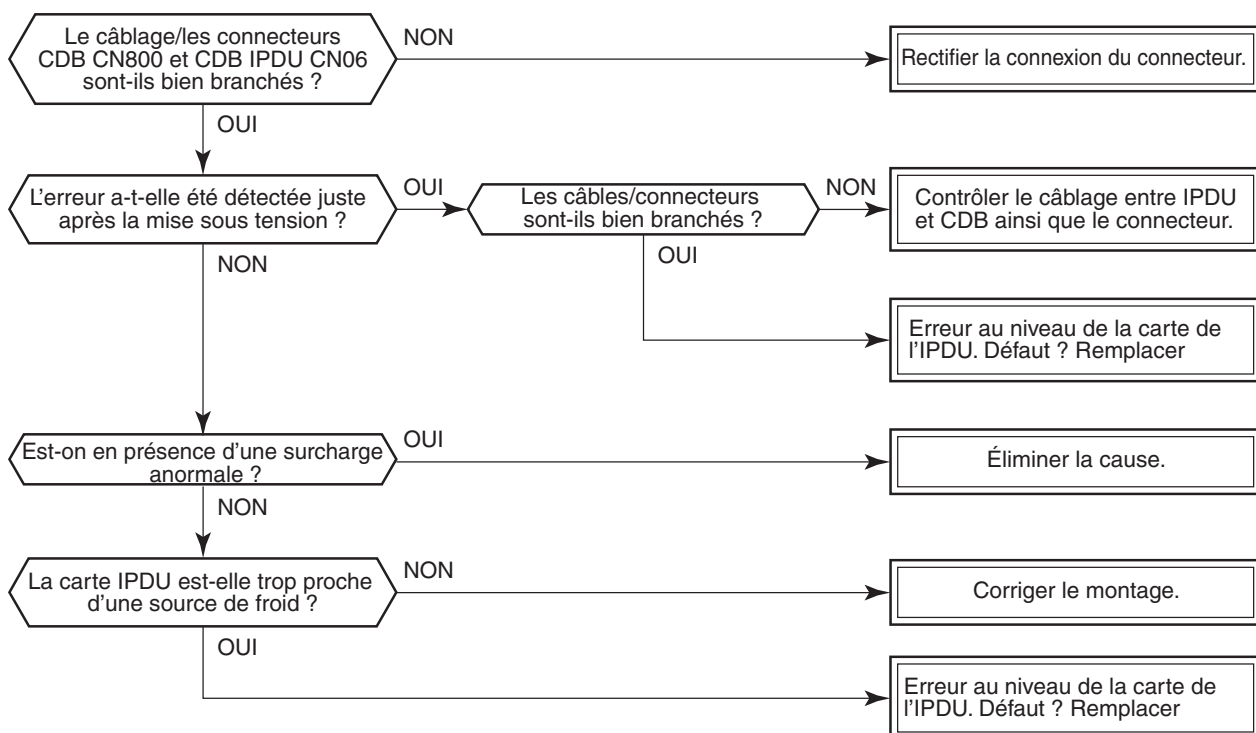 Le câblage/les connecteurs
CDB CN800 et CDB IPDU CN06
sont-ils bien branchés ?
NON
Rectifier la connexion du connecteur.
OUI
L'erreur a-t-elle été détectée juste
après la mise sous tension ?
OUI
Les câbles/connecteurs
sont-ils bien branchés ?
NON
Contrôler le câblage entre IPDU
et CDB ainsi que le connecteur.
NON
OUI
Erreur au niveau de la carte de
l'IPDU. Défaut ? Remplacer
Est-on en présence d'une surcharge
anormale ?
OUI
Éliminer la cause.
NON
La carte IPDU est-elle trop proche
d'une source de froid ?
NON
Corriger le montage.
OUI
Erreur au niveau de la carte de
l'IPDU. Défaut ? Remplacer